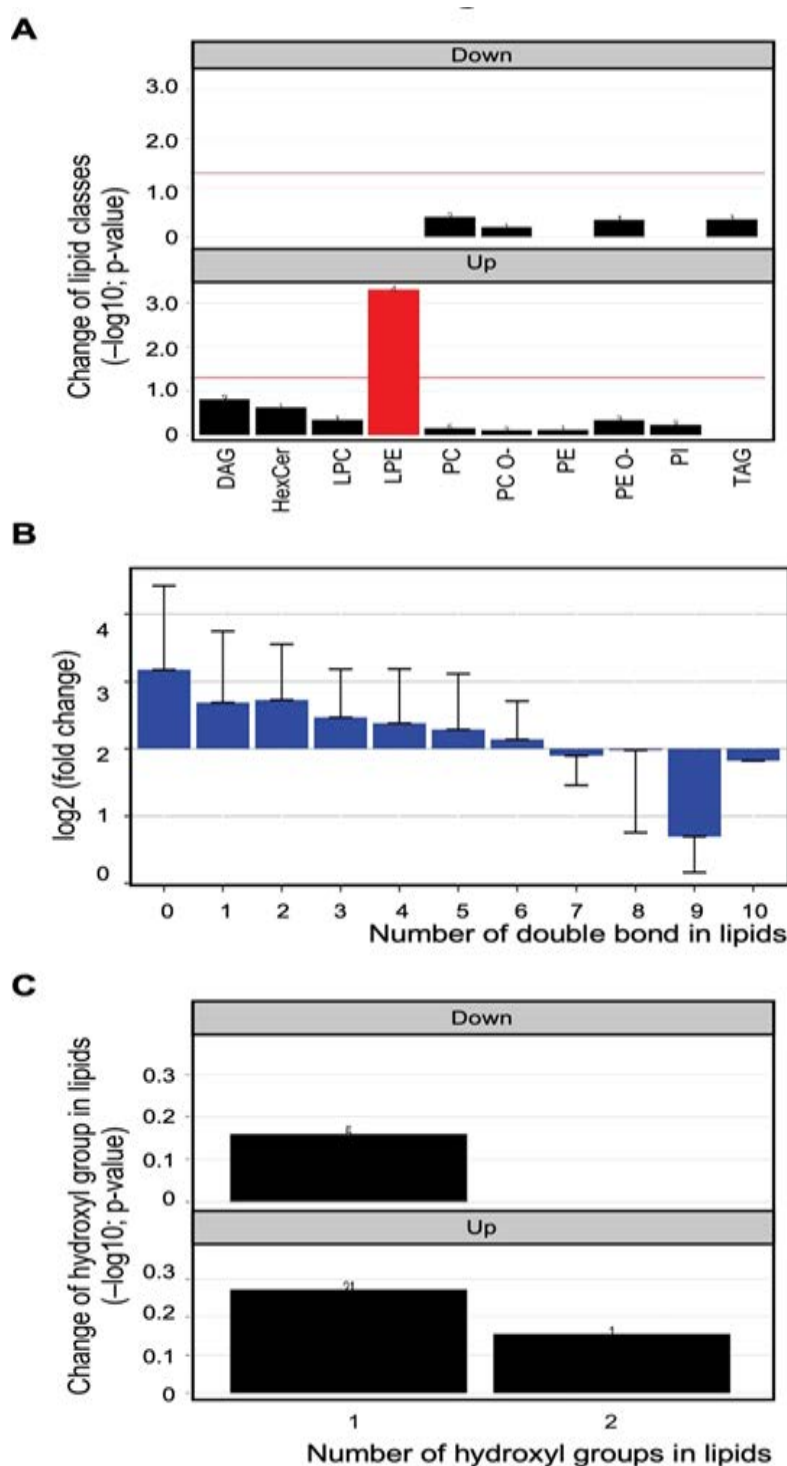 A
Down
3.0
2.0
1.0
0
Up
3.0
2.0
1.0
0
Change of lipid classes
(–log10; p-value)
DAG
HexCer
LPC
LPE
PC
PC O-
PE
PE O-
PI
TAG
B
4
3
2
1
0
log2 (fold change)
0 1 2 3 4 5 6 7 8 9 10
Number of double bond in lipids
C
Down
0.3
0.2
0.1
0
5
Up
0.3
0.2
0.1
0
21
1
Change of hydroxyl group in lipids
(–log10; p-value)
1 2
Number of hydroxyl groups in lipids